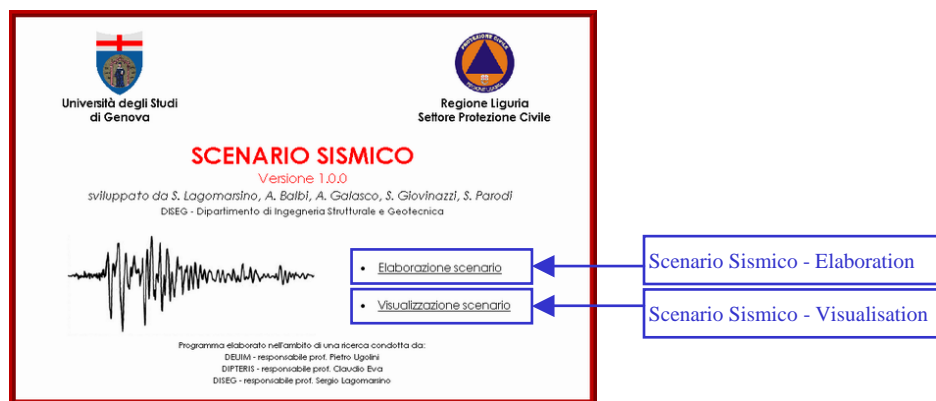 Università degli Studi
di Genova
PROTEZIONE CIVILE
Regione Liguria
Settore Protezione Civile
SCENARIO SISMICO
Versione 1.0.0
sviluppato da S. Lagomarsino, A. Balbi, A. Galasco, S. Giovinazzi, S. Parodi
DISEG - Dipartimento di Ingegneria Strutturale e Geotecnica
• Elaborazione scenario
Scenario Sismico - Elaboration
• Visualizzazione scenario
Scenario Sismico - Visualisation
Programma elaborato nell'ambito di una ricerca condotta da:
DEUIM - responsabile prof. Pietro Ugolini
DIPTERIS - responsabile prof. Claudio Eva
DISEG - responsabile prof. Sergio Lagomarsino